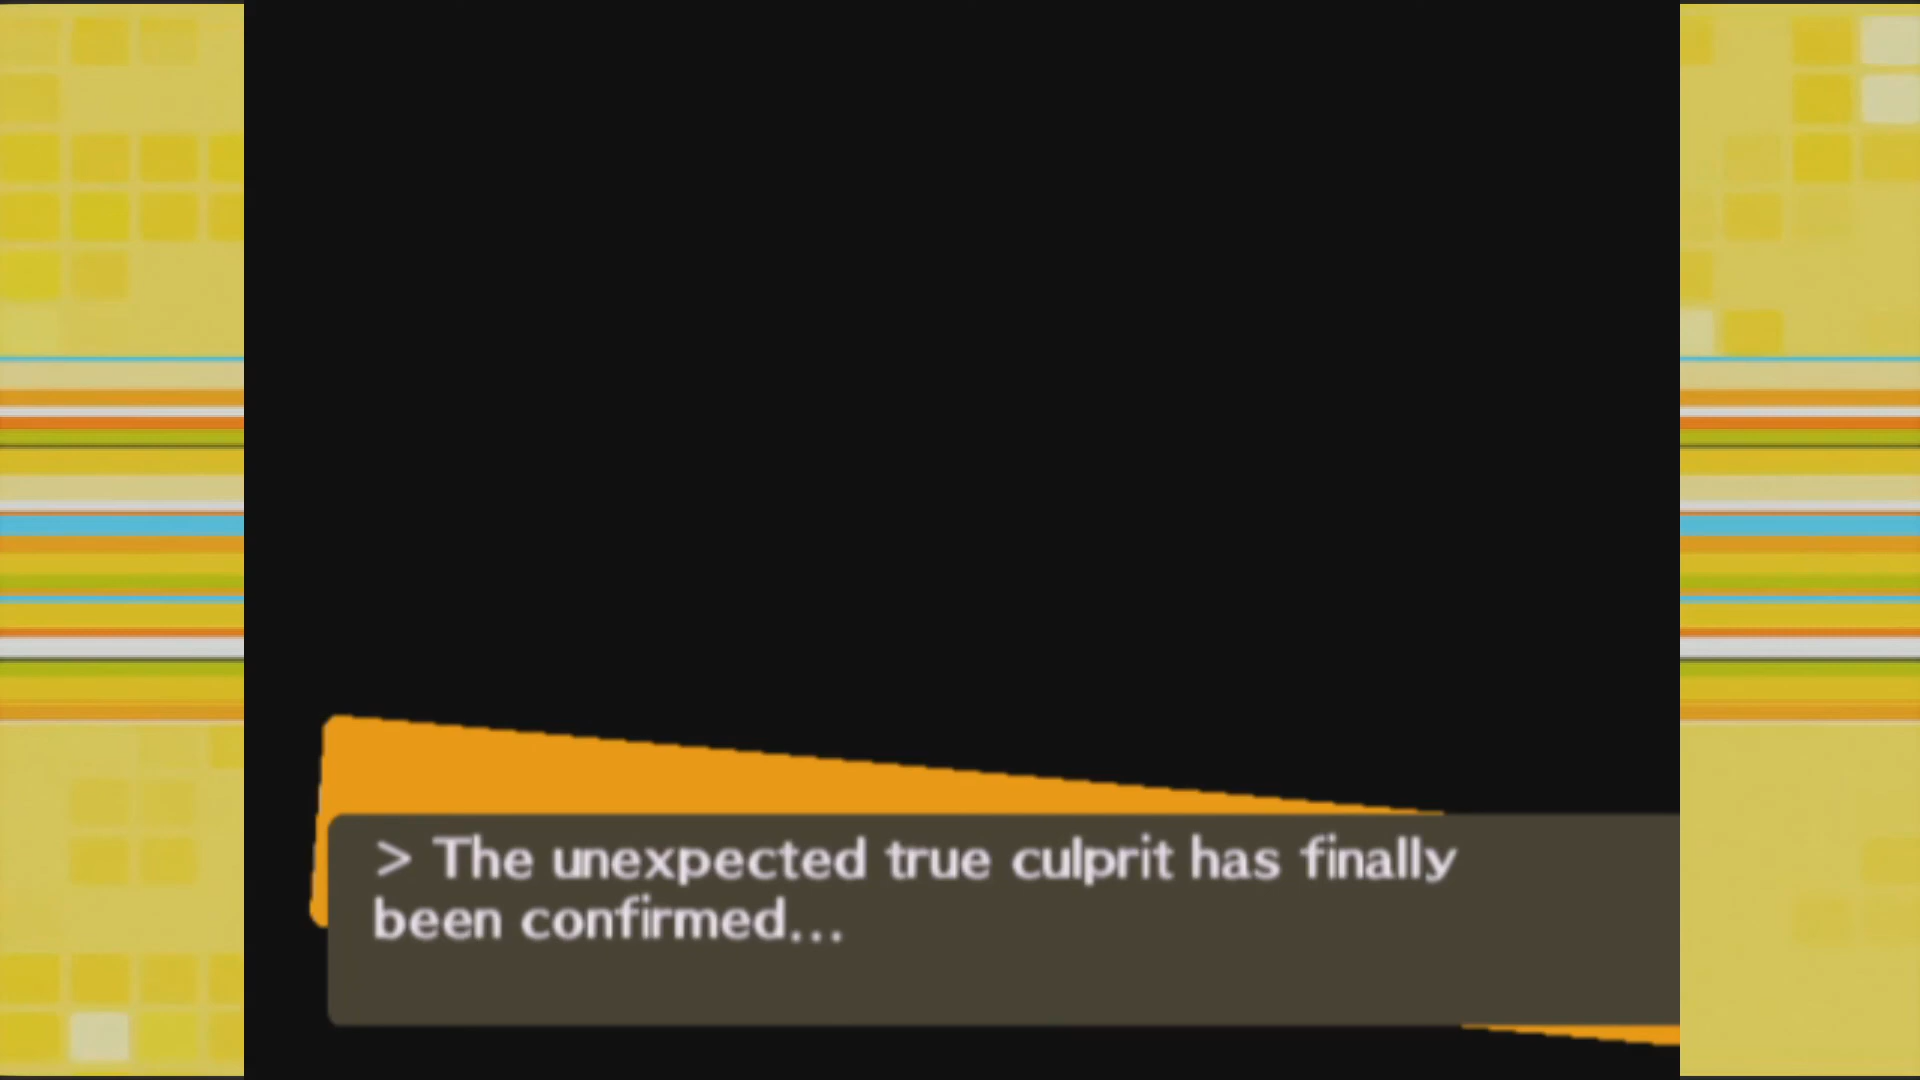 > The unexpected true culprit has finally
been confirmed...